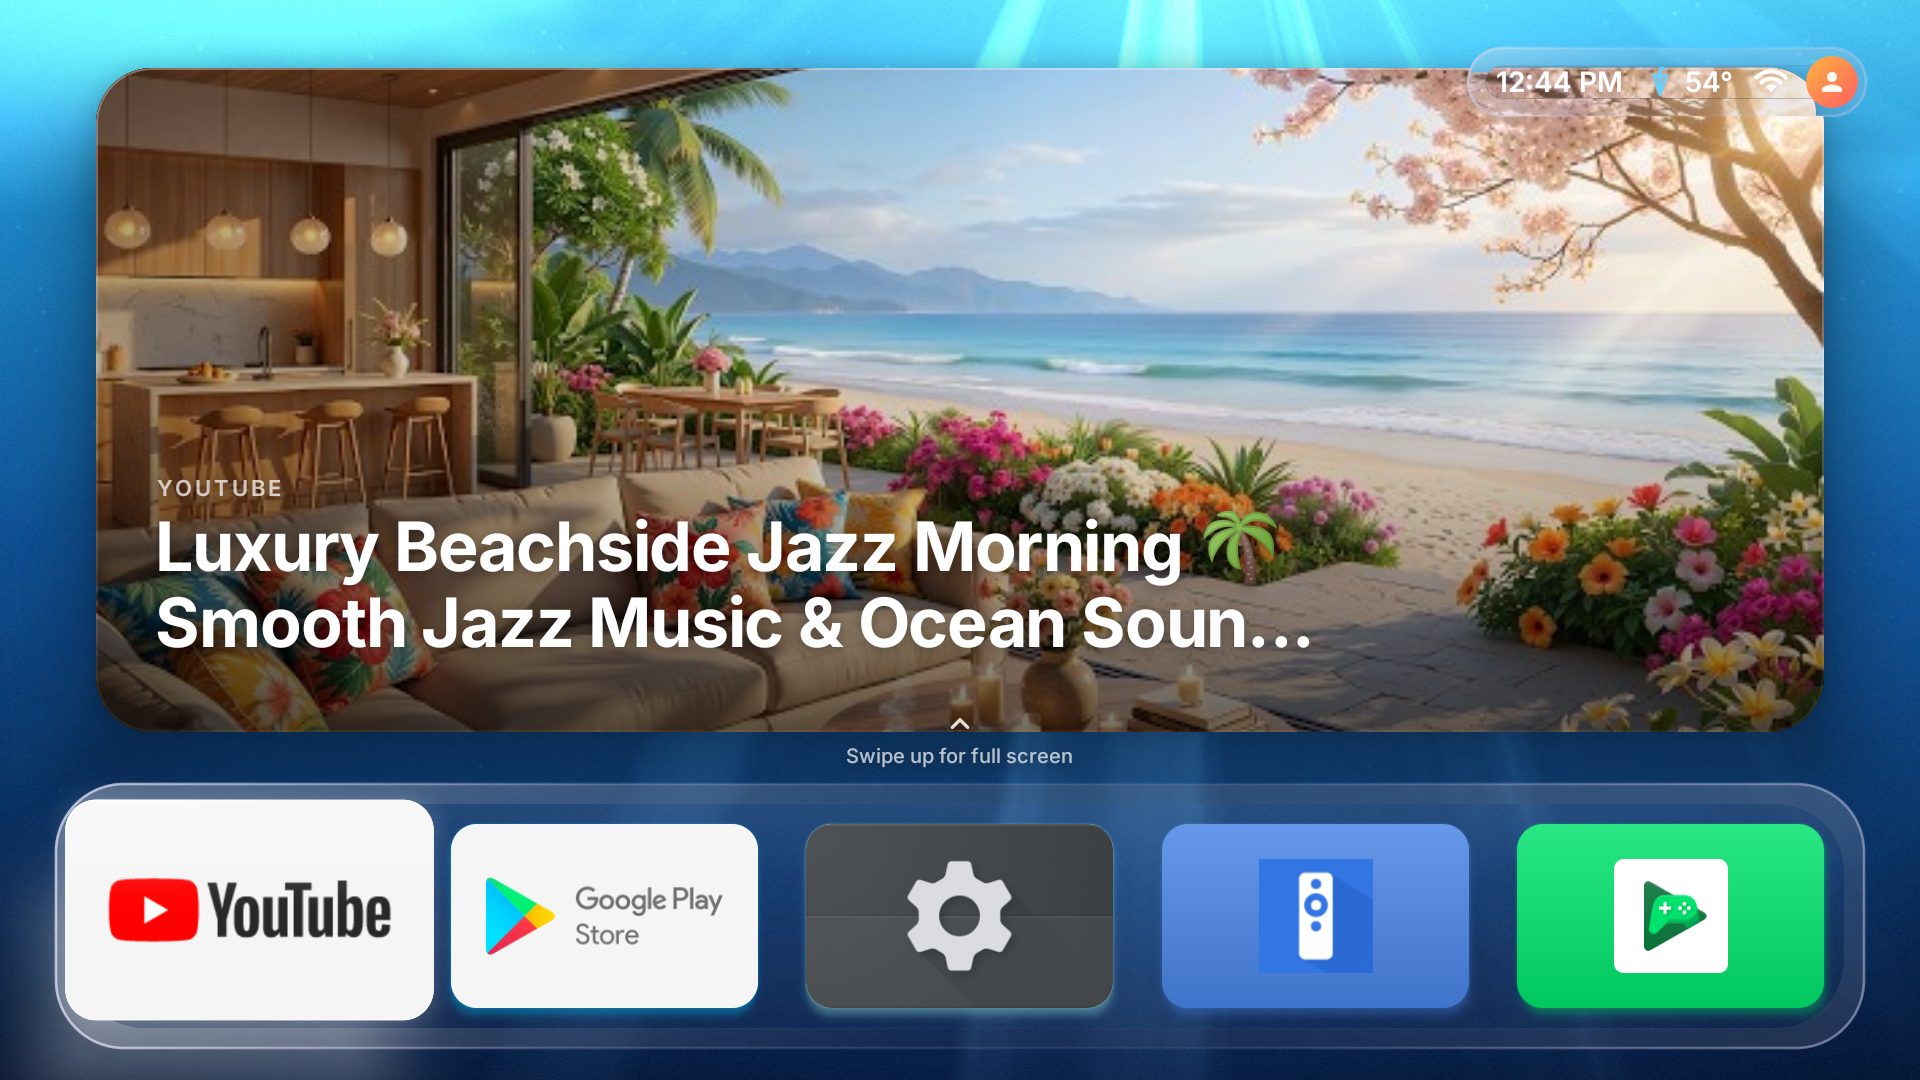 12:44 PM 54°
YOUTUBE
Luxury Beachside Jazz Morning 🌴
Smooth Jazz Music & Ocean Soun...
Swipe up for full screen
YouTube
Google Play
Store